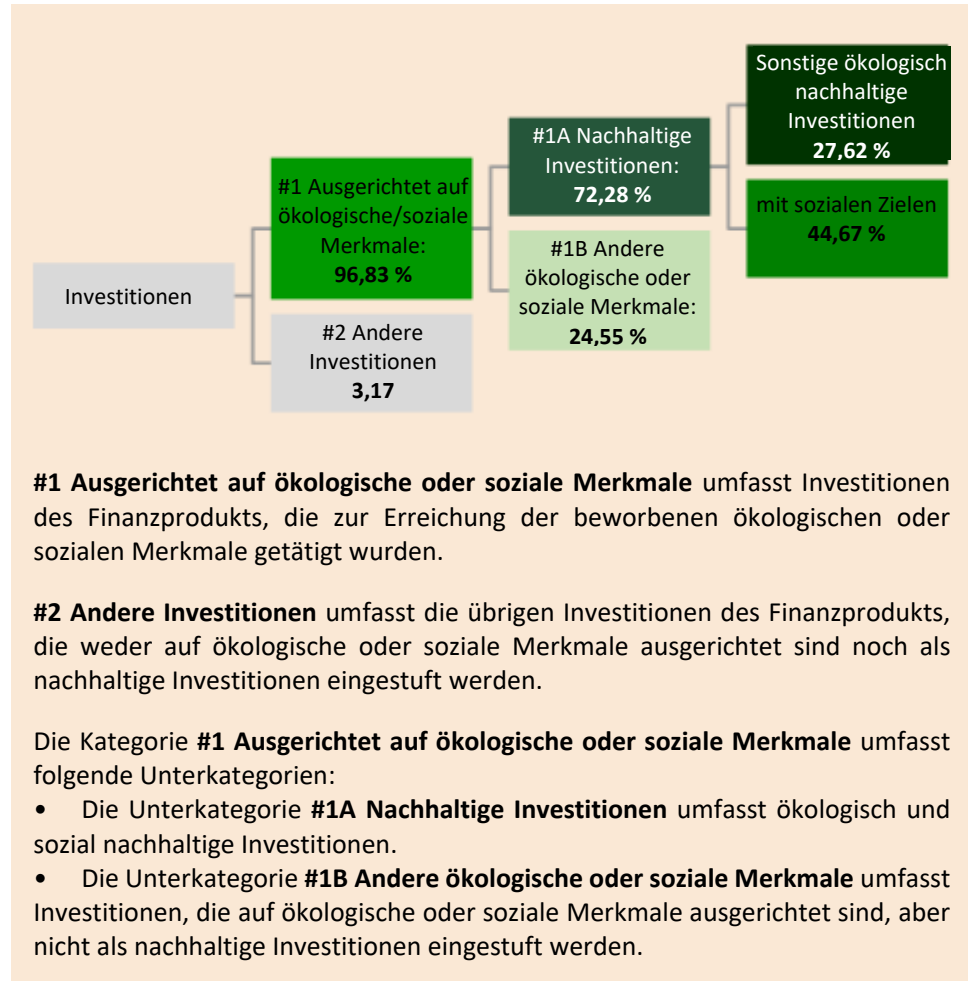 Sonstige ökologisch
nachhaltige
Investitionen
27,62 %
#1A Nachhaltige
Investitionen:
72,28 %
mit sozialen Zielen
44,67 %
#1 Ausgerichtet auf
ökologische/soziale
Merkmale:
96,83 %
#1B Andere
ökologische oder
soziale Merkmale:
24,55 %
Investitionen
#2 Andere
Investitionen
3,17
#1 Ausgerichtet auf ökologische oder soziale Merkmale umfasst Investitionen
des Finanzprodukts, die zur Erreichung der beworbenen ökologischen oder
sozialen Merkmale getätigt wurden.
#2 Andere Investitionen umfasst die übrigen Investitionen des Finanzprodukts,
die weder auf ökologische oder soziale Merkmale ausgerichtet sind noch als
nachhaltige Investitionen eingestuft werden.
Die Kategorie #1 Ausgerichtet auf ökologische oder soziale Merkmale umfasst
folgende Unterkategorien:
• Die Unterkategorie #1A Nachhaltige Investitionen umfasst ökologisch und
sozial nachhaltige Investitionen.
• Die Unterkategorie #1B Andere ökologische oder soziale Merkmale umfasst
Investitionen, die auf ökologische oder soziale Merkmale ausgerichtet sind, aber
nicht als nachhaltige Investitionen eingestuft werden.